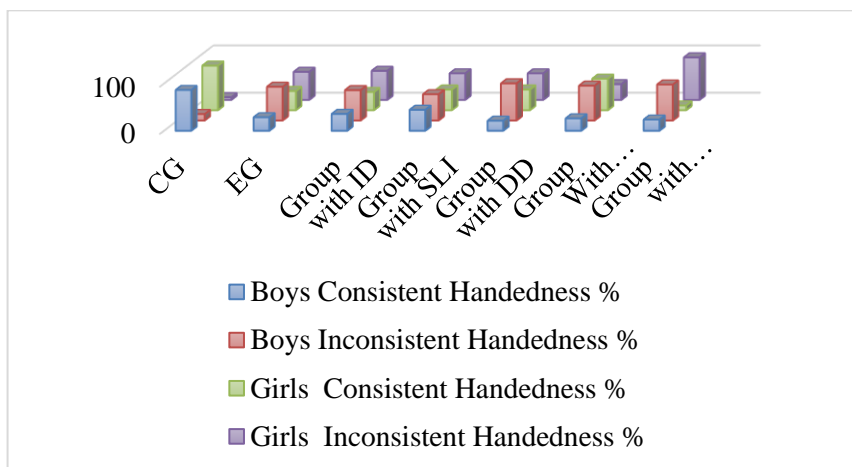 100
0
CG
EG
Group
with ID
Group
with SLI
Group
with DD
Group
With…
Group
with…
Boys Consistent Handedness %
Boys Inconsistent Handedness %
Girls  Consistent Handedness %
Girls  Inconsistent Handedness %